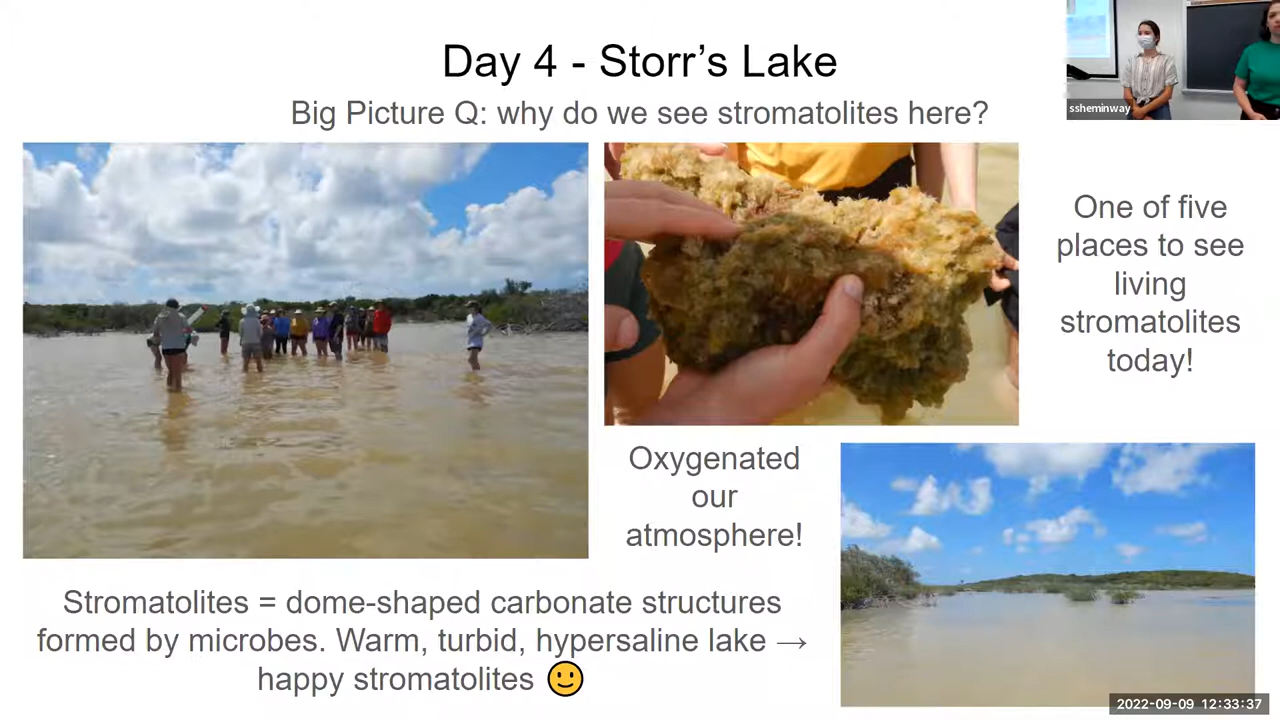 Day 4 - Storr's Lake
Big Picture Q: why do we see stromatolites here?
ssheminway
One of five
places to see
living
stromatolites
today!
Oxygenated
our
atmosphere!
Stromatolites = dome-shaped carbonate structures
formed by microbes. Warm, turbid, hypersaline lake →
happy stromatolites 🙂
2022-09-09 12:33:37